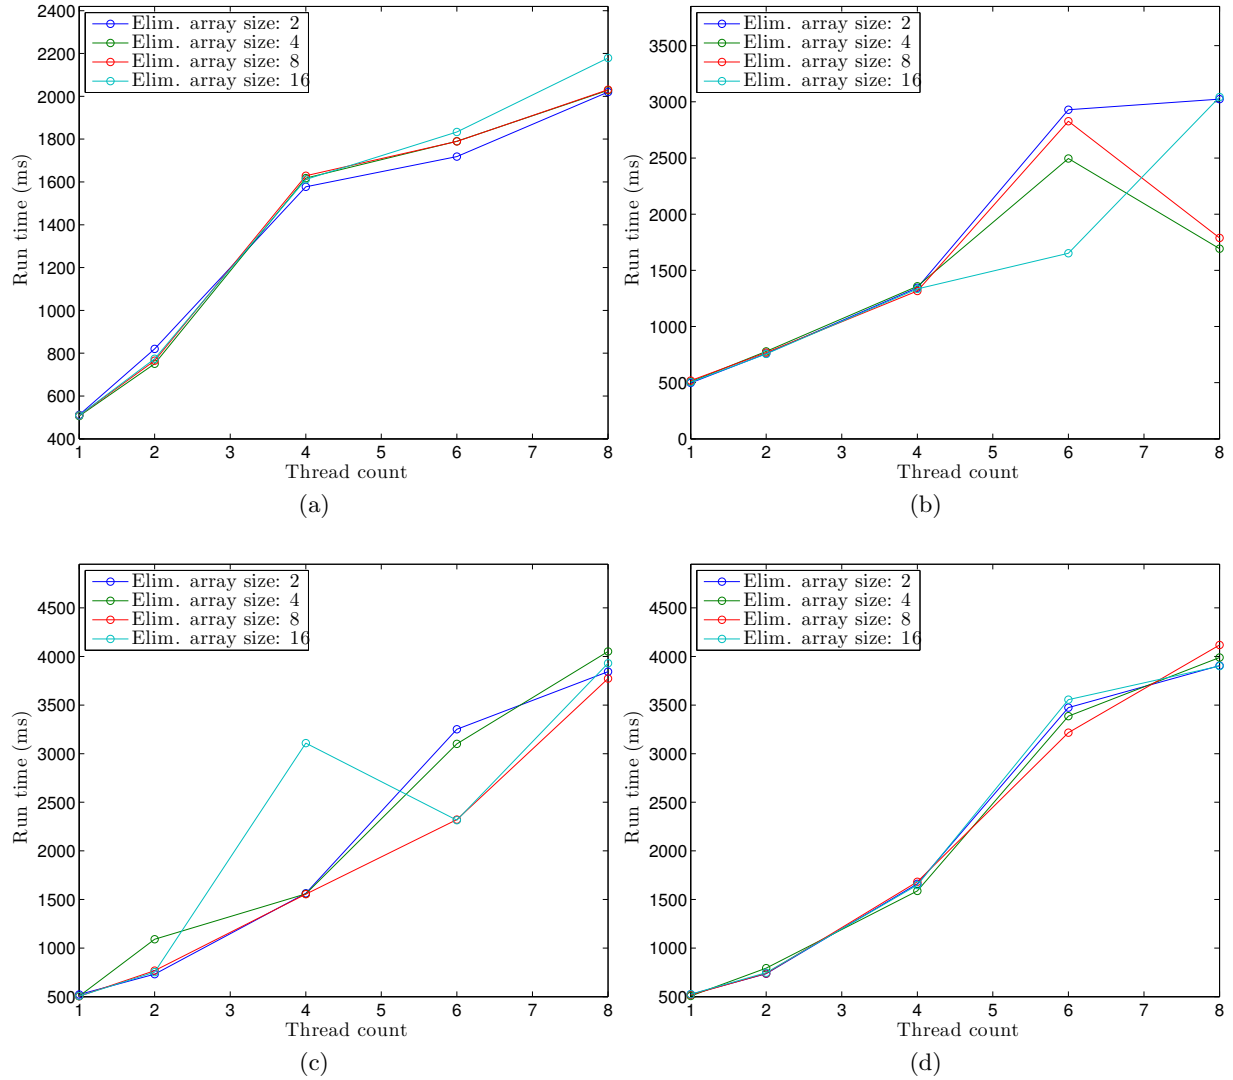 2400
2200
2000
1800
1600
1400
1200
1000
800
600
400
Run time (ms)
Elim. array size: 2
Elim. array size: 4
Elim. array size: 8
Elim. array size: 16
1 2 3 4 5 6 7 8
Thread count
(a)
3500
3000
2500
2000
1500
1000
500
0
Run time (ms)
Elim. array size: 2
Elim. array size: 4
Elim. array size: 8
Elim. array size: 16
1 2 3 4 5 6 7 8
Thread count
(b)
4500
4000
3500
3000
2500
2000
1500
1000
500
Run time (ms)
Elim. array size: 2
Elim. array size: 4
Elim. array size: 8
Elim. array size: 16
1 2 3 4 5 6 7 8
Thread count
(c)
4500
4000
3500
3000
2500
2000
1500
1000
500
Run time (ms)
Elim. array size: 2
Elim. array size: 4
Elim. array size: 8
Elim. array size: 16
1 2 3 4 5 6 7 8
Thread count
(d)